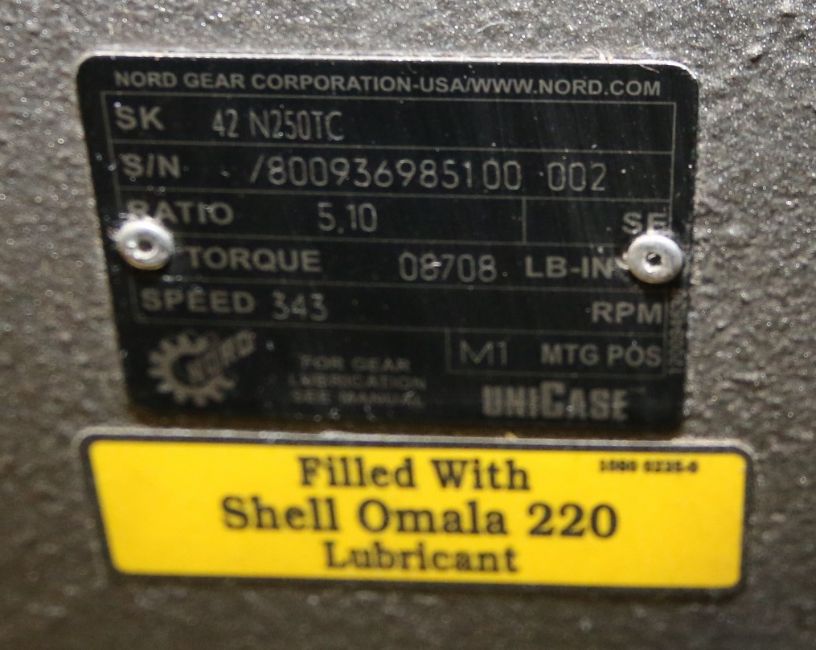 NORD GEAR CORPORATION-USA/WWW.NORD.COM
SK 42 N250TC
S/N /800936985100 002
RATIO 5.10 SF
TORQUE 08708 LB-IN
SPEED 343 RPM
M1 MTG POS
NORD
FOR GEAR
LUBRICATION
SEE MANUAL
UNICASE
Filled With
Shell Omala 220
Lubricant